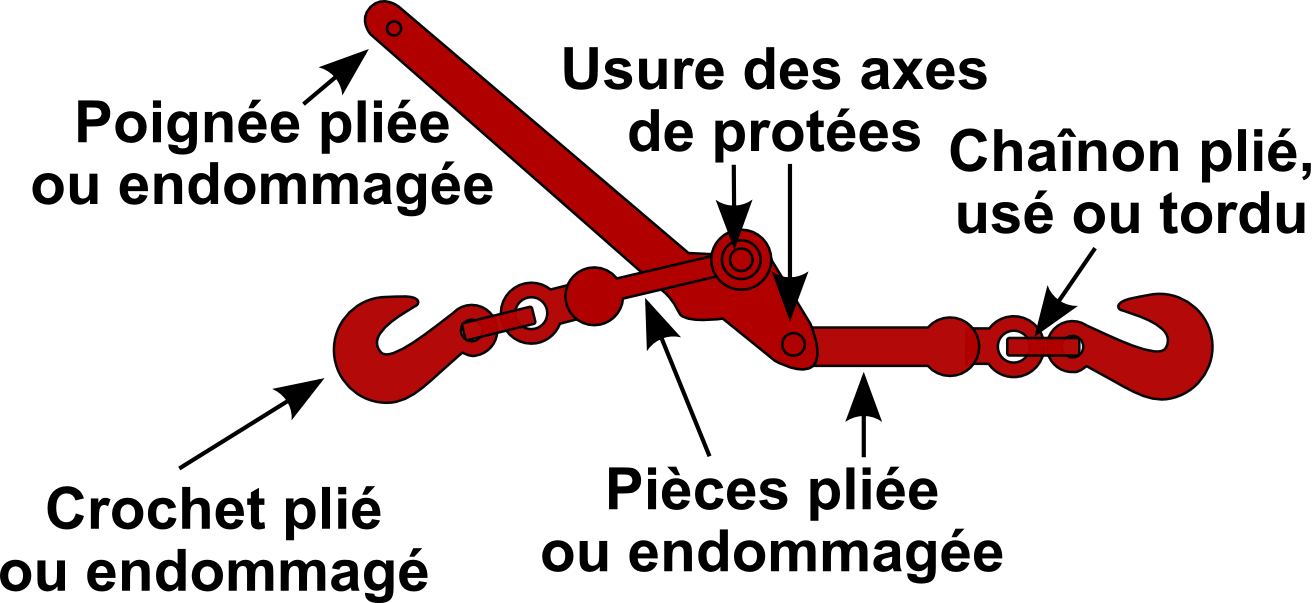 Usure des axes
de protées
Poignée pliée
ou endommagée
Chaînon plié,
usé ou tordu
Crochet plié
ou endommagé
Pièces pliée
ou endommagée